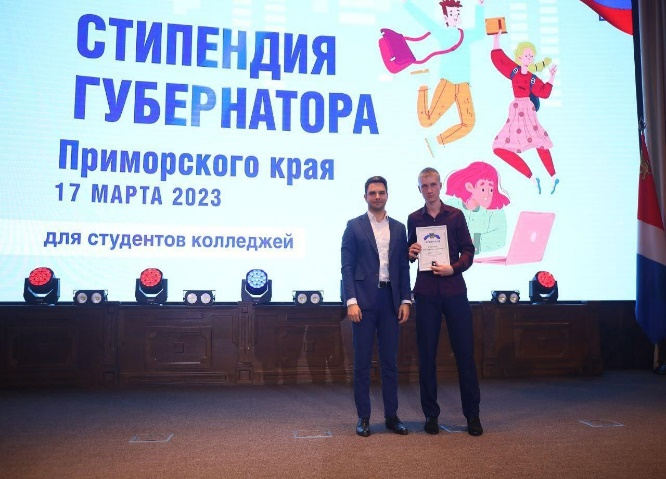 СТИПЕНДИЯ
ГУБЕРНАТОРА
Приморского края
17 МАРТА 2023
для студентов колледжей